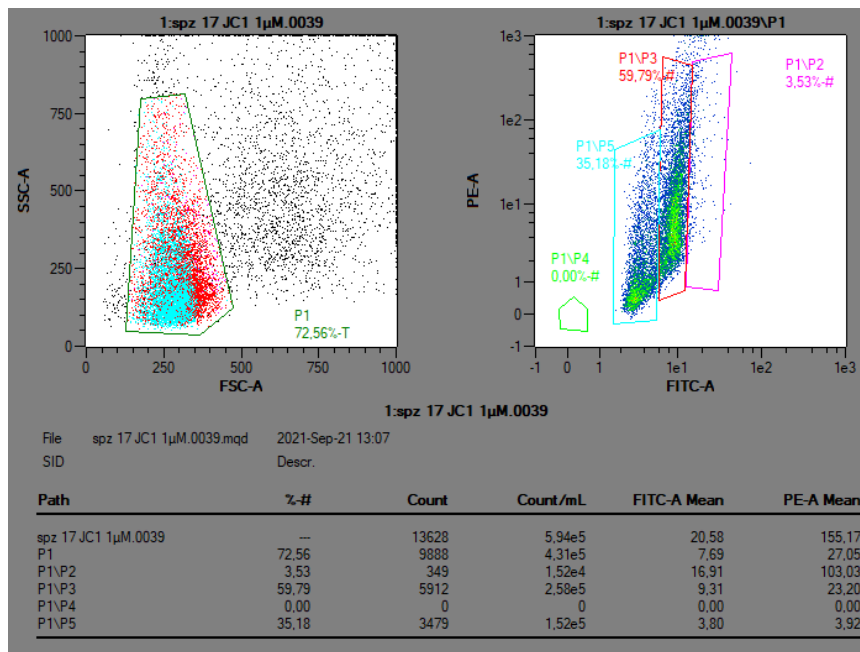 1:spz 17 JC1 1µM.0039
1000
750
500
250
0
SSC-A
P1
72,56%-T
0 250 500 750 1000
FSC-A
1:spz 17 JC1 1µM.0039\P1
1e3
1e2
1e1
1
0
-1
PE-A
P1\P3
59,79%-#
P1\P2
3,53%-#
P1\P5
35,18%-#
P1\P4
0,00%-#
-1 0 1 1e1 1e2 1e3
FITC-A
1:spz 17 JC1 1µM.0039
File spz 17 JC1 1µM.0039.mqd 2021-Sep-21 13:07
SID Descr.
Path %-# Count Count/mL FITC-A Mean PE-A Mean
spz 17 JC1 1µM.0039 --- 13628 5,94e5 20,58 155,17
P1 72,56 9888 4,31e5 7,69 27,05
P1\P2 3,53 349 1,52e4 16,91 103,03
P1\P3 59,79 5912 2,58e5 9,31 23,20
P1\P4 0,00 0 0 0,00 0,00
P1\P5 35,18 3479 1,52e5 3,80 3,92